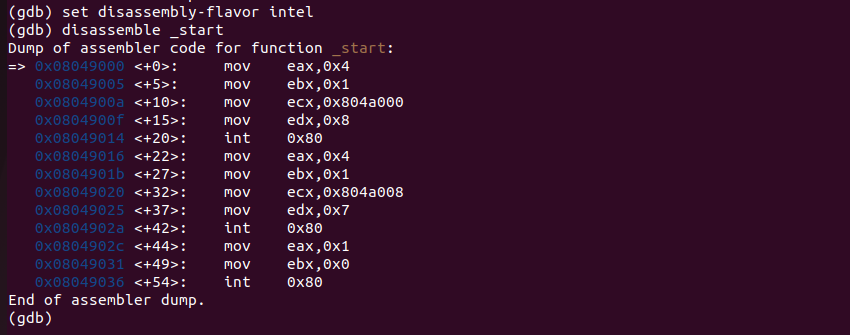 (gdb) set disassembly-flavor intel
(gdb) disassemble _start
Dump of assembler code for function _start:
=> 0x08049000 <+0>:     mov    eax,0x4
   0x08049005 <+5>:     mov    ebx,0x1
   0x0804900a <+10>:    mov    ecx,0x804a000
   0x0804900f <+15>:    mov    edx,0x8
   0x08049014 <+20>:    int    0x80
   0x08049016 <+22>:    mov    eax,0x4
   0x0804901b <+27>:    mov    ebx,0x1
   0x08049020 <+32>:    mov    ecx,0x804a008
   0x08049025 <+37>:    mov    edx,0x7
   0x0804902a <+42>:    int    0x80
   0x0804902c <+44>:    mov    eax,0x1
   0x08049031 <+49>:    mov    ebx,0x0
   0x08049036 <+54>:    int    0x80
End of assembler dump.
(gdb)